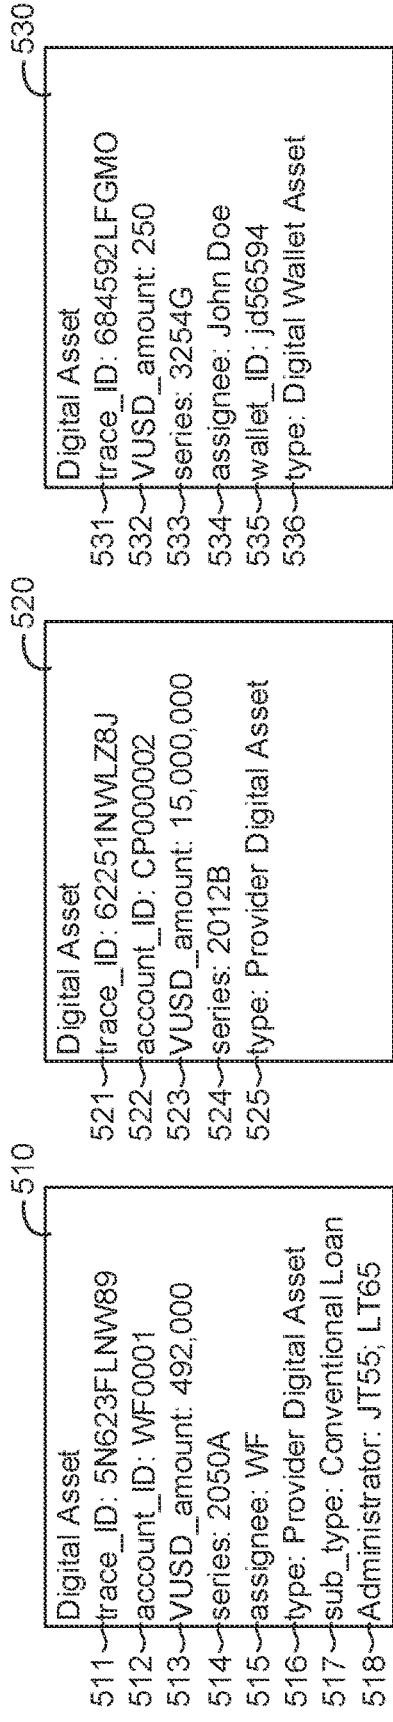 510
Digital Asset
511 trace_ID: 5N623FLNW89
512 account_ID: WF0001
513 VUSD_amount: 492,000
514 series: 2050A
515 assignee: WF
516 type: Provider Digital Asset
517 sub_type: Conventional Loan
518 Administrator: JT55; LT65
520
Digital Asset
521 trace_ID: 62251NWLZ8J
522 account_ID: CP000002
523 VUSD_amount: 15,000,000
524 series: 2012B
525 type: Provider Digital Asset
530
Digital Asset
531 trace_ID: 684592LFGMO
532 VUSD_amount: 250
533 series: 3254G
534 assignee: John Doe
535 wallet_ID: jd56594
536 type: Digital Wallet Asset